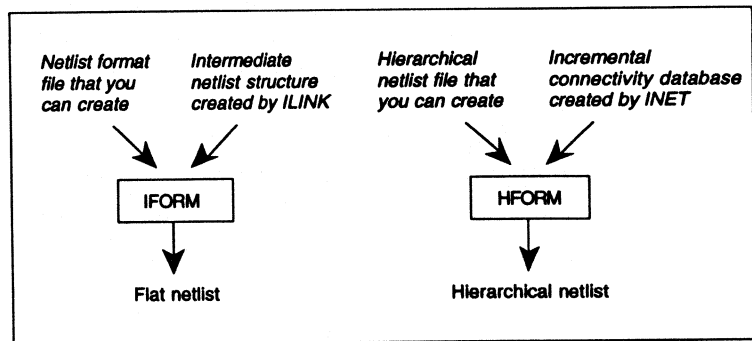 Netlist format
file that you
can create
Intermediate
netlist structure
created by ILINK
IFORM
Flat netlist
Hierarchical
netlist file that
you can create
Incremental
connectivity database
created by INET
HFORM
Hierarchical netlist